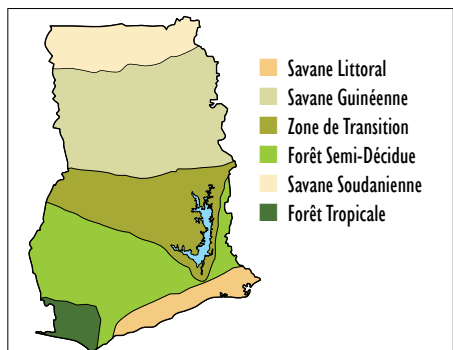 Savane Littoral
Savane Guinéenne
Zone de Transition
Forêt Semi-Décidue
Savane Soudanienne
Forêt Tropicale